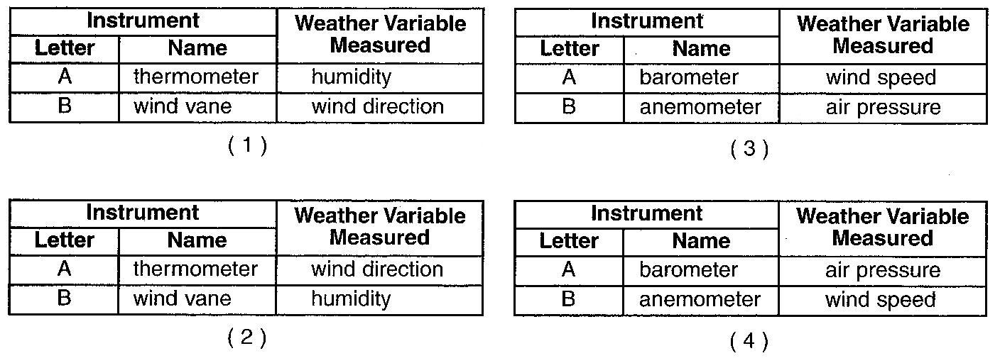 Instrument Weather Variable Measured
Letter Name
A thermometer humidity
B wind vane wind direction
( 1 )
Instrument Weather Variable Measured
Letter Name
A thermometer wind direction
B wind vane humidity
( 2 )
Instrument Weather Variable Measured
Letter Name
A barometer wind speed
B anemometer air pressure
( 3 )
Instrument Weather Variable Measured
Letter Name
A barometer air pressure
B anemometer wind speed
( 4 )